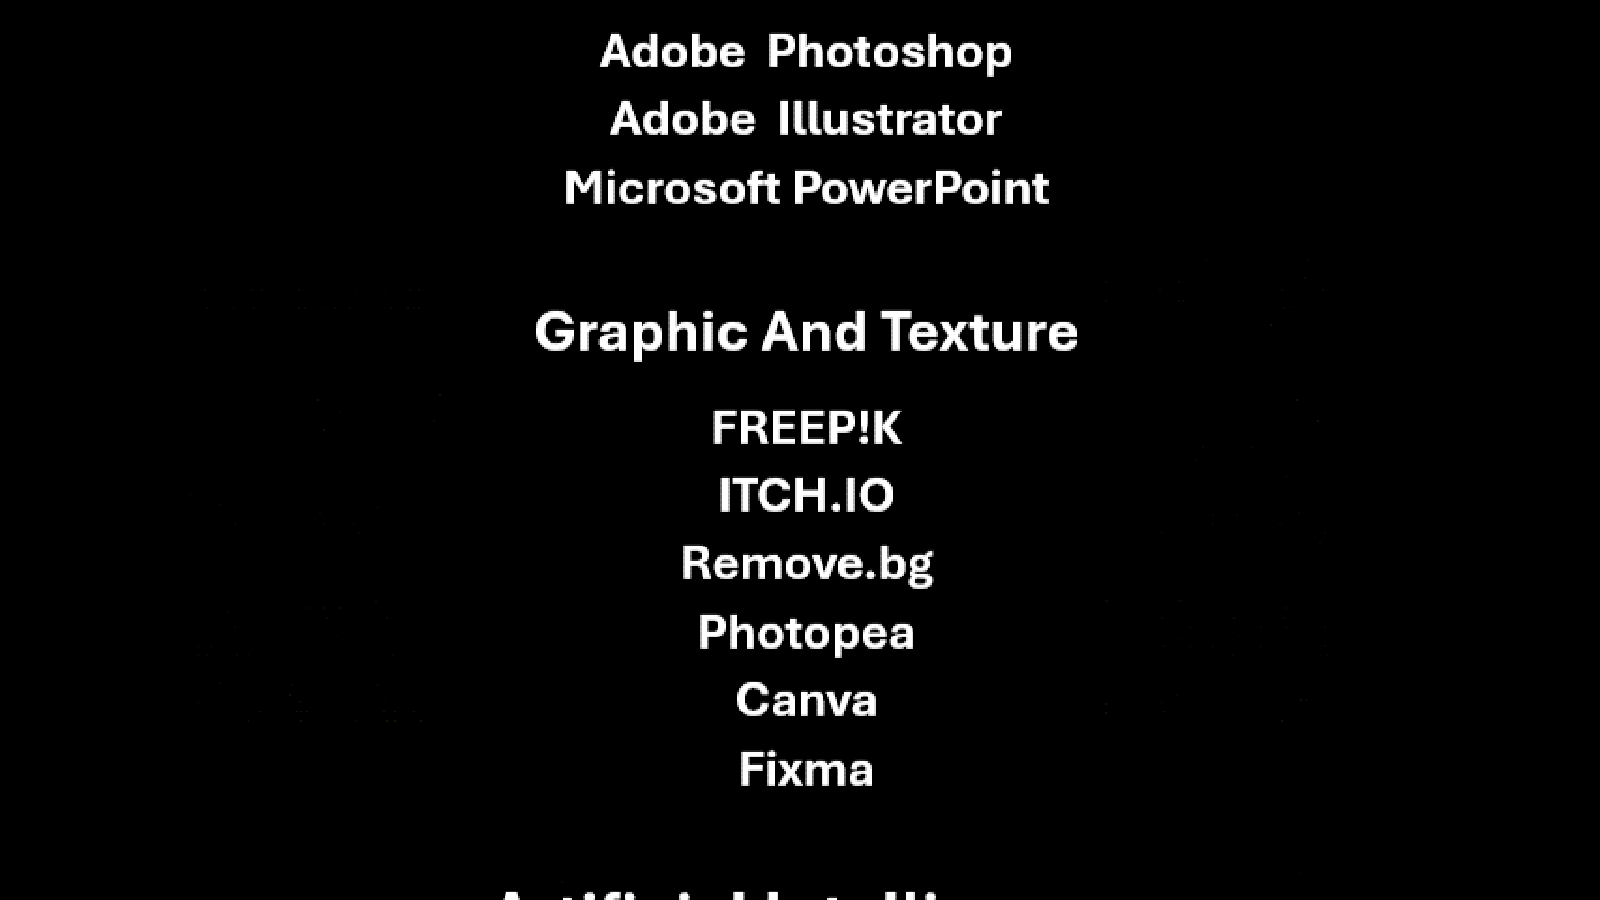 Adobe Photoshop
Adobe Illustrator
Microsoft PowerPoint
Graphic And Texture
FREEP!K
ITCH.IO
Remove.bg
Photopea
Canva
Fixma